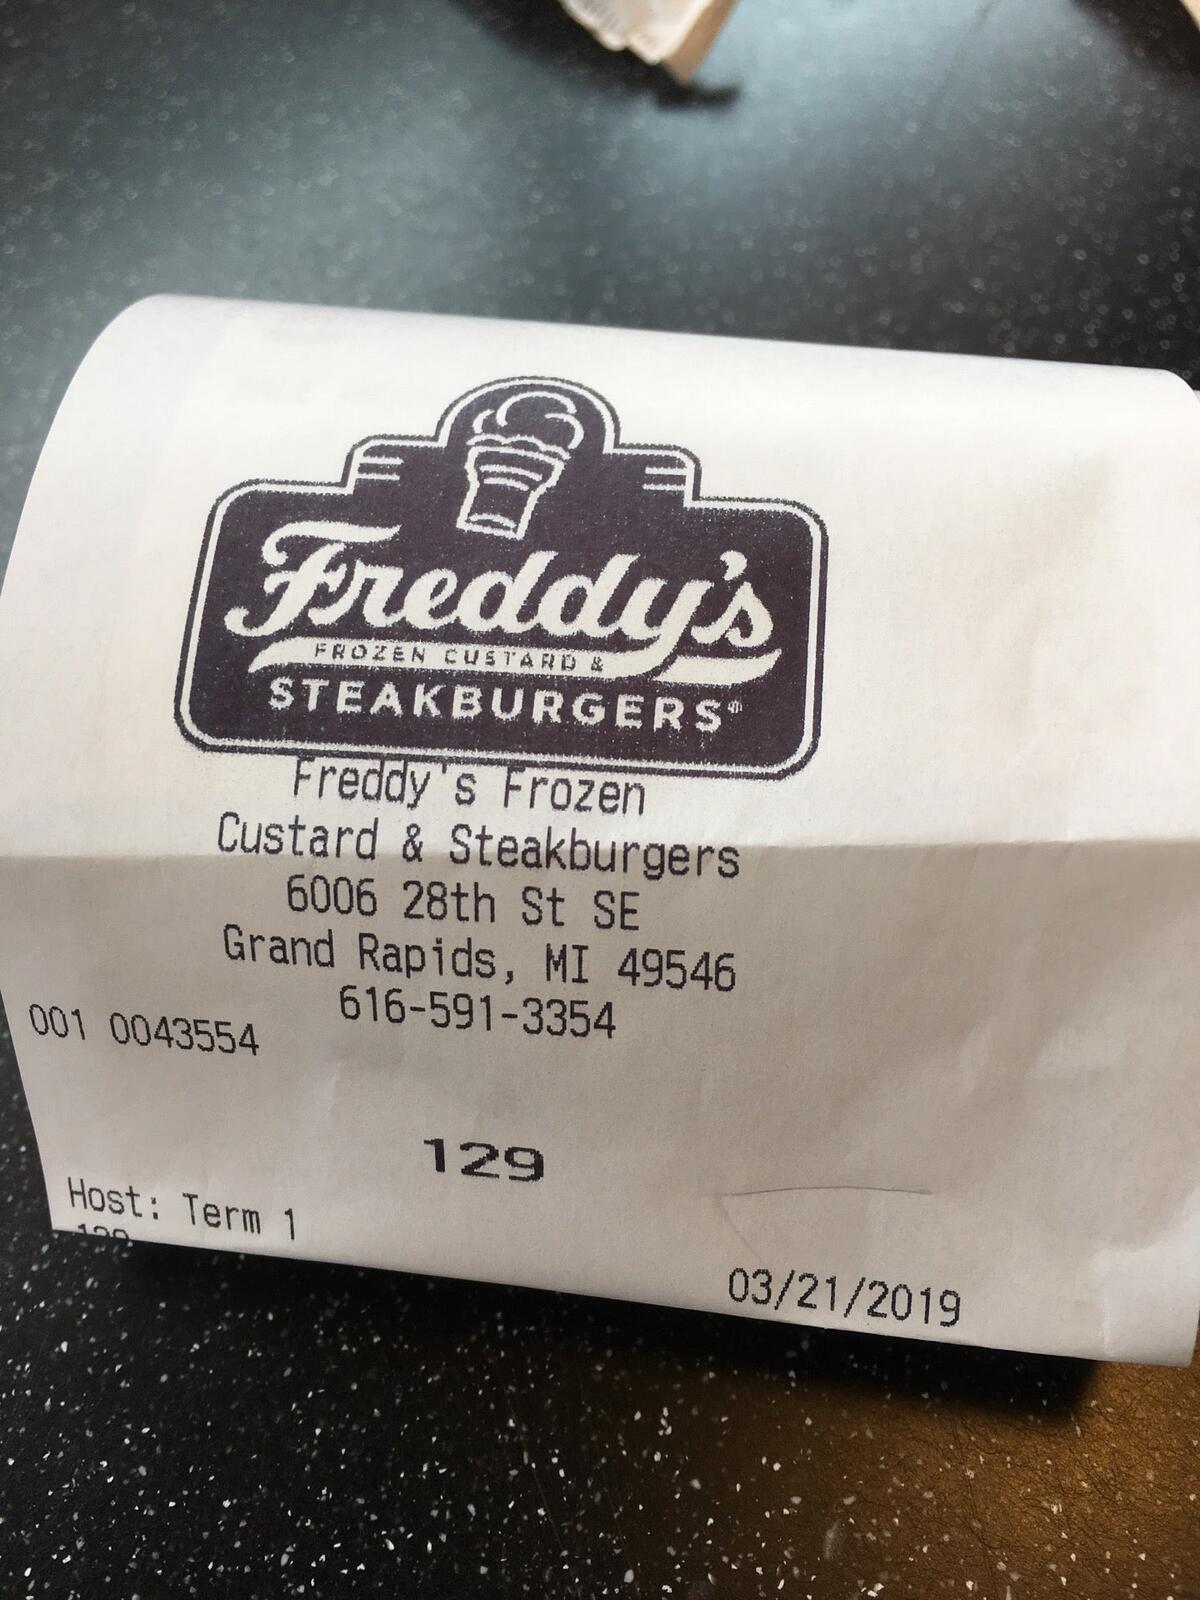 Freddy's
FROZEN CUSTARD &
STEAKBURGERS®
Freddy's Frozen
Custard & Steakburgers
6006 28th St SE
Grand Rapids, MI 49546
616-591-3354
001 0043554
129
Host: Term 1
03/21/2019